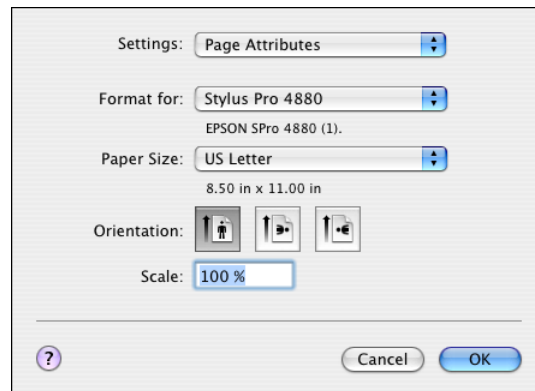 Settings: Page Attributes
Format for: Stylus Pro 4880
EPSON SPro 4880 (1).
Paper Size: US Letter
8.50 in x 11.00 in
Orientation:
Scale: 100 %
? Cancel OK